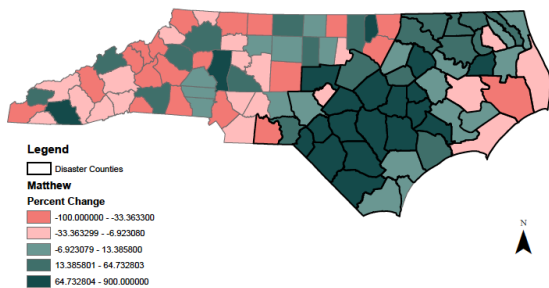 N
Legend
Disaster Counties
Matthew
Percent Change
-100.000000 - -33.363300
-33.363299 - -6.923080
-6.923079 - 13.385800
13.385801 - 64.732803
64.732804 - 900.000000